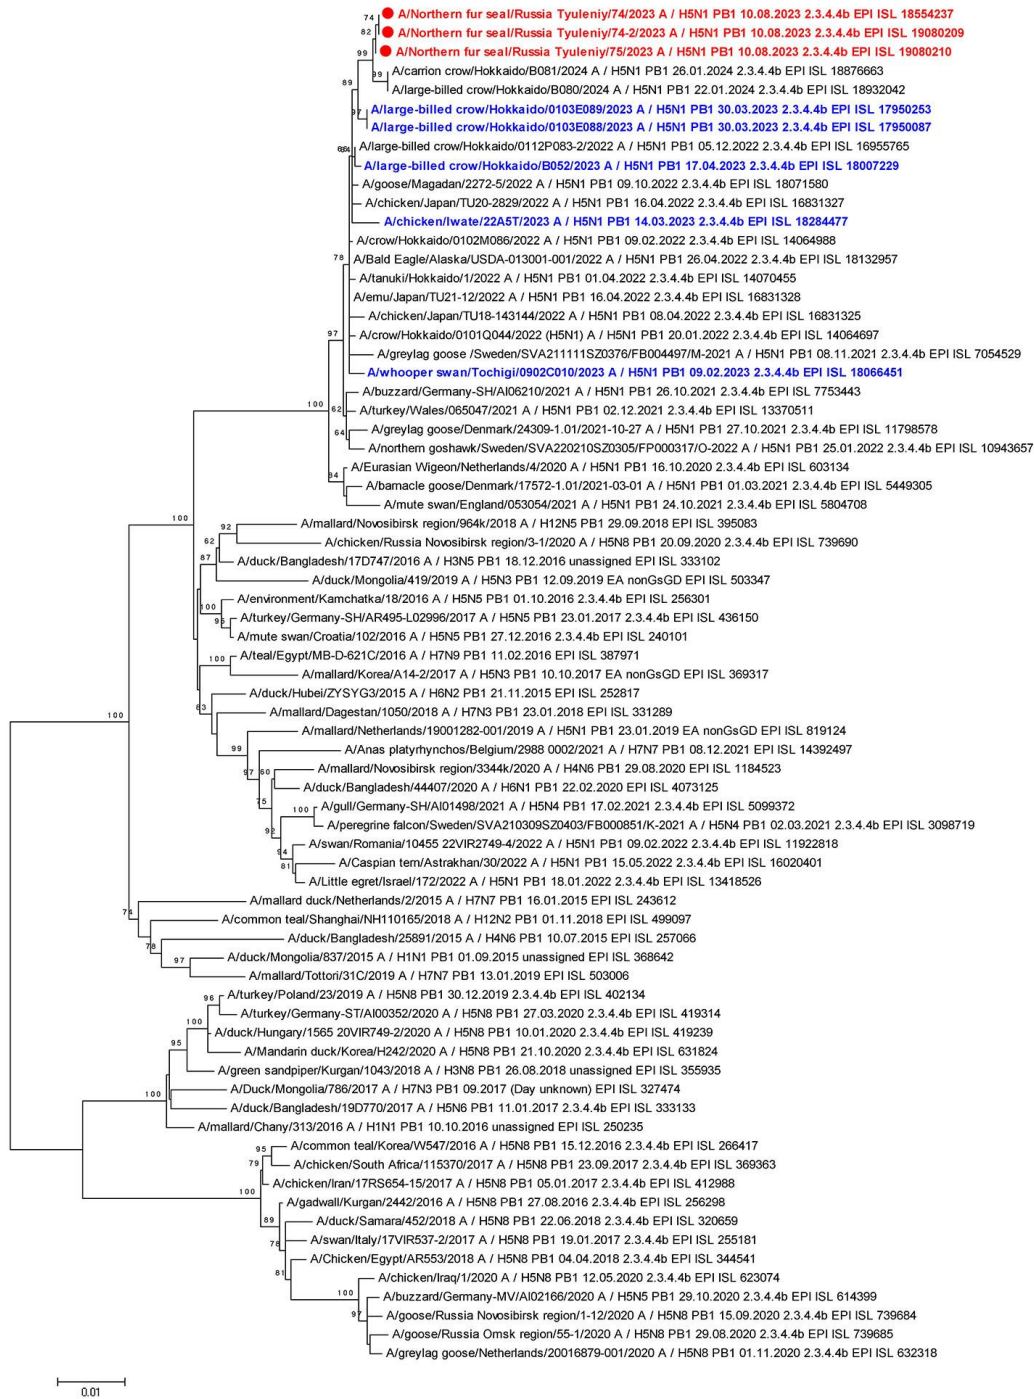 A/Northern fur seal/Russia Tyuleniy/74/2023 A / H5N1 PB1 10.08.2023 2.3.4.4b EPI ISL 18554237
A/Northern fur seal/Russia Tyuleniy/74-2/2023 A / H5N1 PB1 10.08.2023 2.3.4.4b EPI ISL 19080209
A/Northern fur seal/Russia Tyuleniy/75/2023 A / H5N1 PB1 10.08.2023 2.3.4.4b EPI ISL 19080210
A/carrion crow/Hokkaido/B081/2024 A / H5N1 PB1 26.01.2024 2.3.4.4b EPI ISL 18876663
A/large-billed crow/Hokkaido/B080/2024 A / H5N1 PB1 22.01.2024 2.3.4.4b EPI ISL 18932042
A/large-billed crow/Hokkaido/0103E089/2023 A / H5N1 PB1 30.03.2023 2.3.4.4b EPI ISL 17950253
A/large-billed crow/Hokkaido/0103E088/2023 A / H5N1 PB1 30.03.2023 2.3.4.4b EPI ISL 17950087
A/large-billed crow/Hokkaido/0112P083-2/2022 A / H5N1 PB1 05.12.2022 2.3.4.4b EPI ISL 16955765
A/large-billed crow/Hokkaido/B052/2023 A / H5N1 PB1 17.04.2023 2.3.4.4b EPI ISL 18007229
A/goose/Magadan/2272-5/2022 A / H5N1 PB1 09.10.2022 2.3.4.4b EPI ISL 18071580
A/chicken/Japan/TU20-2829/2022 A / H5N1 PB1 16.04.2022 2.3.4.4b EPI ISL 16831327
A/chicken/Iwate/22A5T/2023 A / H5N1 PB1 14.03.2023 2.3.4.4b EPI ISL 18284477
A/crow/Hokkaido/0102M086/2022 A / H5N1 PB1 09.02.2022 2.3.4.4b EPI ISL 14064988
A/Bald Eagle/Alaska/USDA-013001-001/2022 A / H5N1 PB1 26.04.2022 2.3.4.4b EPI ISL 18132957
A/tanuki/Hokkaido/1/2022 A / H5N1 PB1 01.04.2022 2.3.4.4b EPI ISL 14070455
A/emu/Japan/TU21-12/2022 A / H5N1 PB1 16.04.2022 2.3.4.4b EPI ISL 16831328
A/chicken/Japan/TU18-143144/2022 A / H5N1 PB1 08.04.2022 2.3.4.4b EPI ISL 16831325
A/crow/Hokkaido/0101Q044/2022 (H5N1) A / H5N1 PB1 20.01.2022 2.3.4.4b EPI ISL 14064697
A/greylag goose /Sweden/SVA211111SZ0376/FB004497/M-2021 A / H5N1 PB1 08.11.2021 2.3.4.4b EPI ISL 7054529
A/whooper swan/Tochigi/0902C010/2023 A / H5N1 PB1 09.02.2023 2.3.4.4b EPI ISL 18066451
A/buzzard/Germany-SH/AI06210/2021 A / H5N1 PB1 26.10.2021 2.3.4.4b EPI ISL 7753443
A/turkey/Wales/065047/2021 A / H5N1 PB1 02.12.2021 2.3.4.4b EPI ISL 13370511
A/greylag goose/Denmark/24309-1.01/2021-10-27 A / H5N1 PB1 27.10.2021 2.3.4.4b EPI ISL 11798578
A/northern goshawk/Sweden/SVA220210SZ0305/FP000317/O-2022 A / H5N1 PB1 25.01.2022 2.3.4.4b EPI ISL 10943657
A/Eurasian Wigeon/Netherlands/4/2020 A / H5N1 PB1 16.10.2020 2.3.4.4b EPI ISL 603134
A/barnacle goose/Denmark/17572-1.01/2021-03-01 A / H5N1 PB1 01.03.2021 2.3.4.4b EPI ISL 5449305
A/mute swan/England/053054/2021 A / H5N1 PB1 24.10.2021 2.3.4.4b EPI ISL 5804708
A/mallard/Novosibirsk region/964k/2018 A / H12N5 PB1 29.09.2018 EPI ISL 395083
A/chicken/Russia Novosibirsk region/3-1/2020 A / H5N8 PB1 20.09.2020 2.3.4.4b EPI ISL 739690
A/duck/Bangladesh/17D747/2016 A / H3N5 PB1 18.12.2016 unassigned EPI ISL 333102
A/duck/Mongolia/419/2019 A / H5N3 PB1 12.09.2019 EA nonGsGD EPI ISL 503347
A/environment/Kamchatka/18/2016 A / H5N5 PB1 01.10.2016 2.3.4.4b EPI ISL 256301
A/turkey/Germany-SH/AR495-L02996/2017 A / H5N5 PB1 23.01.2017 2.3.4.4b EPI ISL 436150
A/mute swan/Croatia/102/2016 A / H5N5 PB1 27.12.2016 2.3.4.4b EPI ISL 240101
A/teal/Egypt/MB-D-621C/2016 A / H7N9 PB1 11.02.2016 EPI ISL 387971
A/mallard/Korea/A14-2/2017 A / H5N3 PB1 10.10.2017 EA nonGsGD EPI ISL 369317
A/duck/Hubei/ZYSYG3/2015 A / H6N2 PB1 21.11.2015 EPI ISL 252817
A/mallard/Dagestan/1050/2018 A / H7N3 PB1 23.01.2018 EPI ISL 331289
A/mallard/Netherlands/19001282-001/2019 A / H5N1 PB1 23.01.2019 EA nonGsGD EPI ISL 819124
A/Anas platyrhynchos/Belgium/2988 0002/2021 A / H7N7 PB1 08.12.2021 EPI ISL 14392497
A/mallard/Novosibirsk region/3344k/2020 A / H4N6 PB1 29.08.2020 EPI ISL 1184523
A/duck/Bangladesh/44407/2020 A / H6N1 PB1 22.02.2020 EPI ISL 4073125
A/gull/Germany-SH/AI01498/2021 A / H5N4 PB1 17.02.2021 2.3.4.4b EPI ISL 5099372
A/peregrine falcon/Sweden/SVA210309SZ0403/FB000851/K-2021 A / H5N4 PB1 02.03.2021 2.3.4.4b EPI ISL 3098719
A/swan/Romania/10455 22VIR2749-4/2022 A / H5N1 PB1 09.02.2022 2.3.4.4b EPI ISL 11922818
A/Caspian tern/Astrakhan/30/2022 A / H5N1 PB1 15.05.2022 2.3.4.4b EPI ISL 16020401
A/Little egret/Israel/172/2022 A / H5N1 PB1 18.01.2022 2.3.4.4b EPI ISL 13418526
A/mallard duck/Netherlands/2/2015 A / H7N7 PB1 16.01.2015 EPI ISL 243612
A/common teal/Shanghai/NH110165/2018 A / H12N2 PB1 01.11.2018 EPI ISL 499097
A/duck/Bangladesh/25891/2015 A / H4N6 PB1 10.07.2015 EPI ISL 257066
A/duck/Mongolia/837/2015 A / H1N1 PB1 01.09.2015 unassigned EPI ISL 368642
A/mallard/Tottori/31C/2019 A / H7N7 PB1 13.01.2019 EPI ISL 503006
A/turkey/Poland/23/2019 A / H5N8 PB1 30.12.2019 2.3.4.4b EPI ISL 402134
A/turkey/Germany-ST/AI00352/2020 A / H5N8 PB1 27.03.2020 2.3.4.4b EPI ISL 419314
A/duck/Hungary/1565 20VIR749-2/2020 A / H5N8 PB1 10.01.2020 2.3.4.4b EPI ISL 419239
A/Mandarin duck/Korea/H242/2020 A / H5N8 PB1 21.10.2020 2.3.4.4b EPI ISL 631824
A/green sandpiper/Kurgan/1043/2018 A / H3N8 PB1 26.08.2018 unassigned EPI ISL 355935
A/Duck/Mongolia/786/2017 A / H7N3 PB1 09.2017 (Day unknown) EPI ISL 327474
A/duck/Bangladesh/19D770/2017 A / H5N6 PB1 11.01.2017 2.3.4.4b EPI ISL 333133
A/mallard/Chany/313/2016 A / H1N1 PB1 10.10.2016 unassigned EPI ISL 250235
A/common teal/Korea/W547/2016 A / H5N8 PB1 15.12.2016 2.3.4.4b EPI ISL 266417
A/chicken/South Africa/115370/2017 A / H5N8 PB1 23.09.2017 2.3.4.4b EPI ISL 369363
A/chicken/Iran/17RS654-15/2017 A / H5N8 PB1 05.01.2017 2.3.4.4b EPI ISL 412988
A/gadwall/Kurgan/2442/2016 A / H5N8 PB1 27.08.2016 2.3.4.4b EPI ISL 256298
A/duck/Samara/452/2018 A / H5N8 PB1 22.06.2018 2.3.4.4b EPI ISL 320659
A/swan/Italy/17VIR537-2/2017 A / H5N8 PB1 19.01.2017 2.3.4.4b EPI ISL 255181
A/Chicken/Egypt/AR553/2018 A / H5N8 PB1 04.04.2018 2.3.4.4b EPI ISL 344541
A/chicken/Iraq/1/2020 A / H5N8 PB1 12.05.2020 2.3.4.4b EPI ISL 623074
A/buzzard/Germany-MV/AI02166/2020 A / H5N5 PB1 29.10.2020 2.3.4.4b EPI ISL 614399
A/goose/Russia Novosibirsk region/1-12/2020 A / H5N8 PB1 15.09.2020 2.3.4.4b EPI ISL 739684
A/goose/Russia Omsk region/55-1/2020 A / H5N8 PB1 29.08.2020 2.3.4.4b EPI ISL 739685
A/greylag goose/Netherlands/20016879-001/2020 A / H5N8 PB1 01.11.2020 2.3.4.4b EPI ISL 632318
74
82
99
99
89
97
78
97
100
62
64
84
100
92
62
87
100
95
100
83
99
97
60
75
100
92
94
81
100
74
78
97
96
100
95
100
95
79
100
89
78
81
100
97
0.01